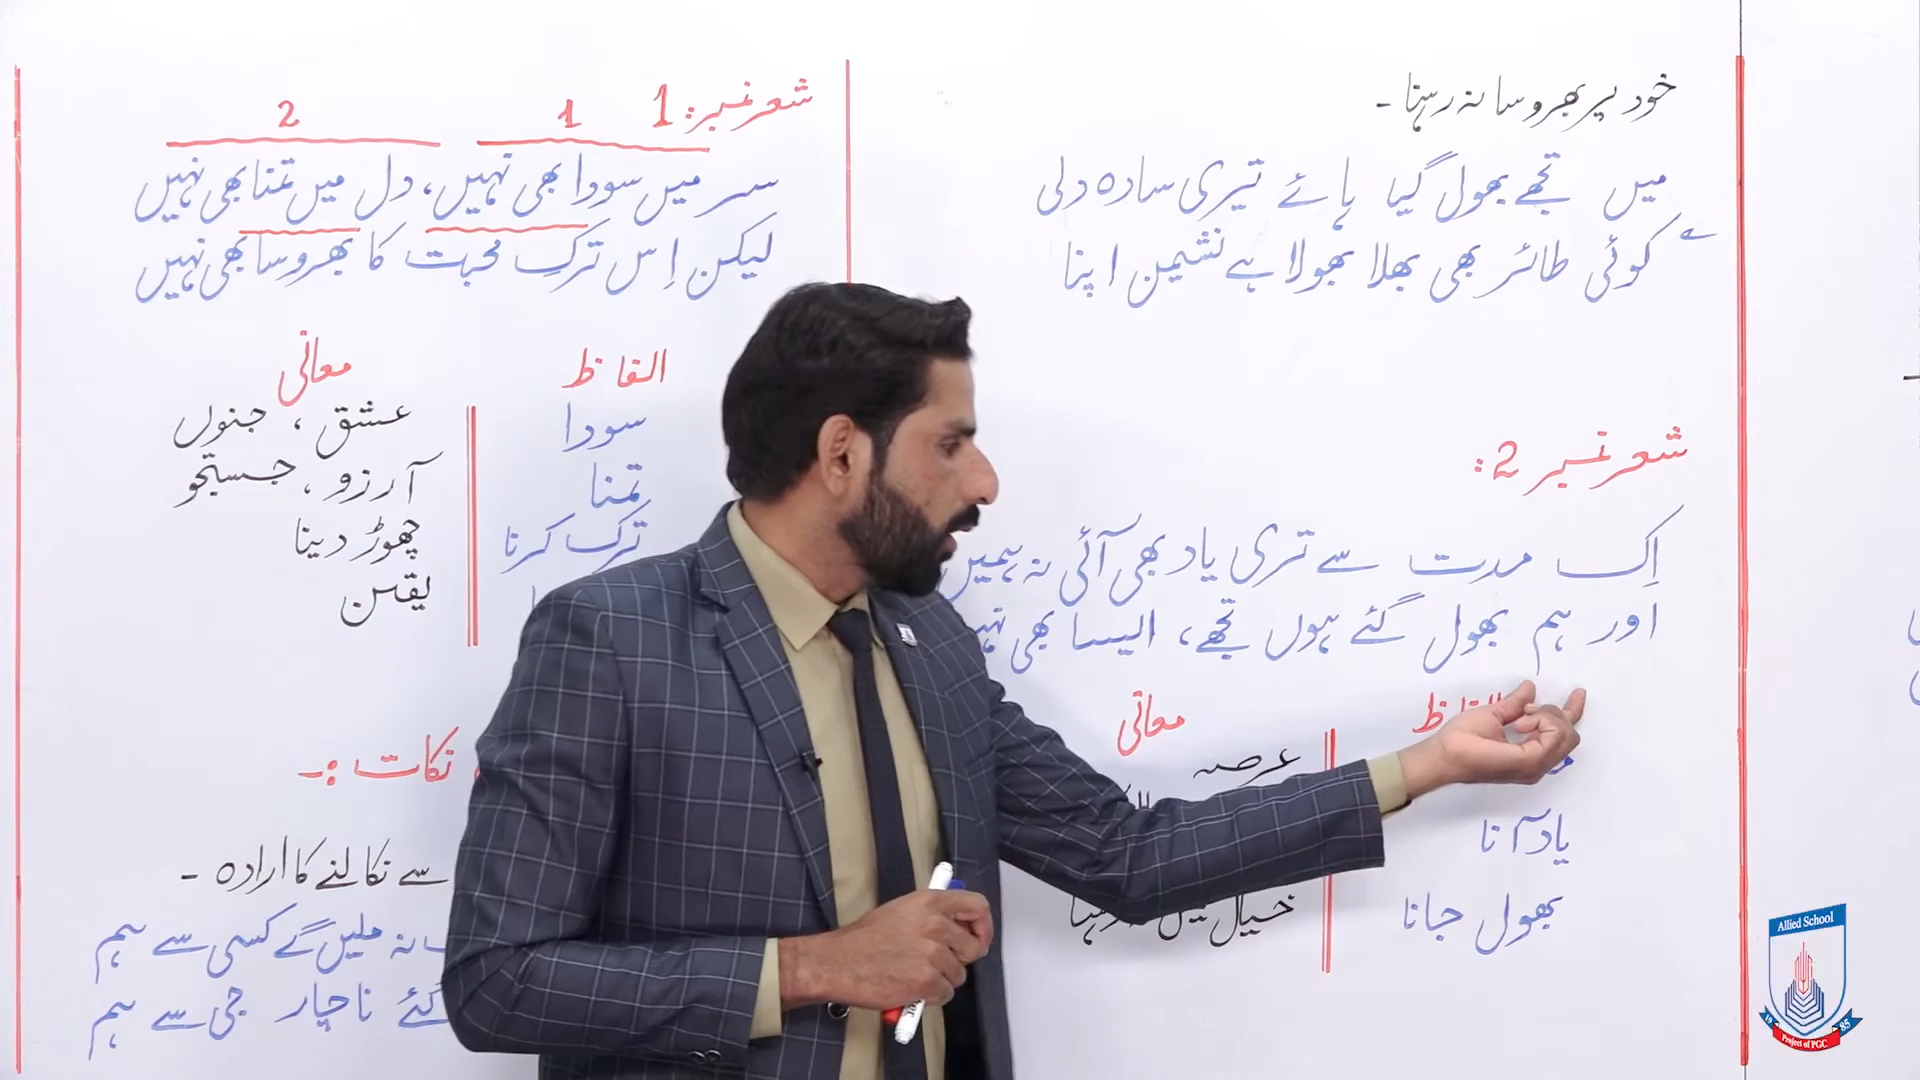 خود پر بھروسا نہ رہنا۔
میں تجھے بھول گیا ہائے تیری سادہ دلی
کوئی طائر بھی بھلا بھولا ہے نشیمن اپنا
شعر نمبر 2:
اِک مدت سے تری یاد بھی آئی نہ ہمیں
اور ہم بھول گئے ہوں تجھے، ایسا بھی
الفاظ معانی
عرصہ
یاد آنا
بھول جانا خیال میں نہ رہنا
شعر نمبر: 1
1 2
سر میں سودا بھی نہیں، دل میں تمنا بھی نہیں
لیکن اِس ترکِ محبت کا بھروسا بھی نہیں
الفاظ معانی
سودا عشق، جنوں
تمنا آرزو، جستجو
ترک کرنا چھوڑ دینا
یقین
نکات :-
سے نکالنے کا ارادہ -
نہ ملیں گے کسی سے ہم
گئے ناچار جی سے ہم
Allied School
19 85
Project of PGC